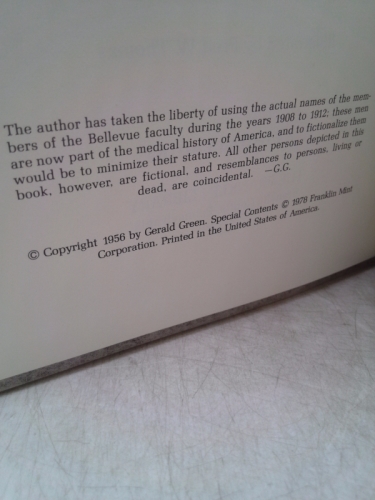 The author has taken the liberty of using the actual names of the mem-
bers of the Bellevue faculty during the years 1908 to 1912; these men
are now part of the medical history of America, and to fictionalize them
would be to minimize their stature. All other persons depicted in this
book, however, are fictional, and resemblances to persons, living or
dead, are coincidental. —G.G.
© Copyright 1956 by Gerald Green. Special Contents © 1978 Franklin Mint
Corporation. Printed in the United States of America.